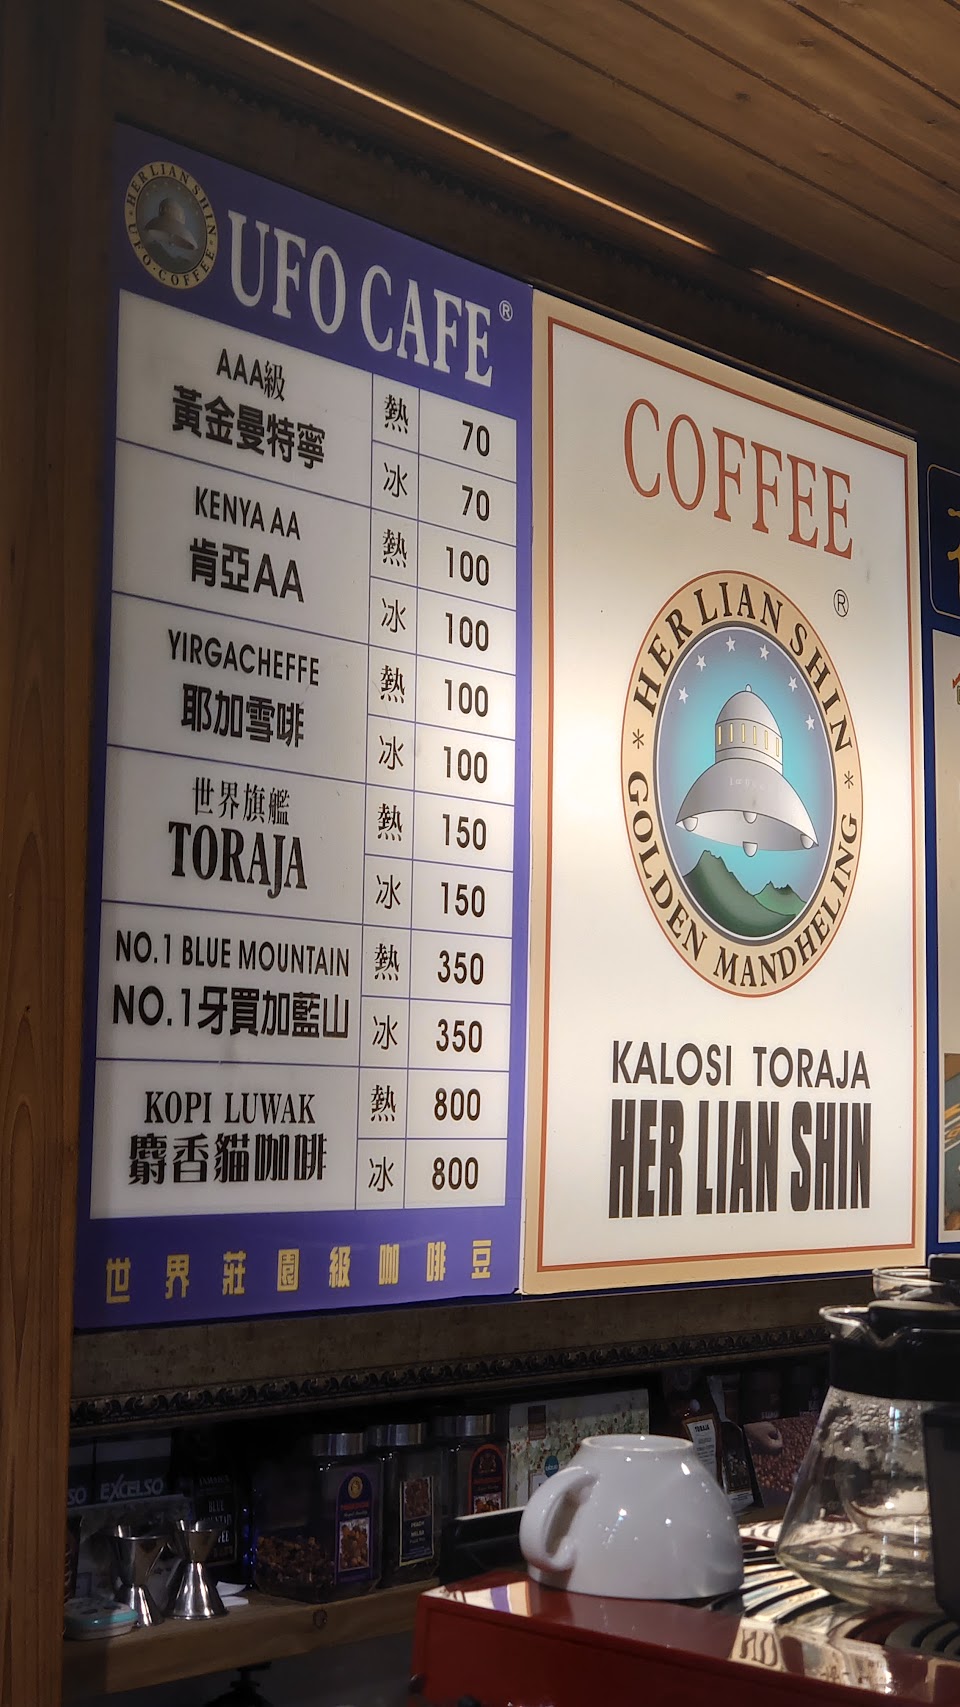 HER LIAN SHIN
UFO COFFEE
UFO CAFE®
AAA級
黃金曼特寧
熱 70
冰 70
KENYA AA
肯亞AA
熱 100
冰 100
YIRGACHEFFE
耶加雪啡
熱 100
冰 100
世界旗艦
TORAJA
熱 150
冰 150
NO.1 BLUE MOUNTAIN
NO.1牙買加藍山
熱 350
冰 350
KOPI LUWAK
麝香貓咖啡
熱 800
冰 800
世界莊園級咖啡豆
COFFEE
®
HER LIAN SHIN
GOLDEN MANDHELING
KALOSI TORAJA
HER LIAN SHIN
SO EXCELSO
BLUE
TORAJA